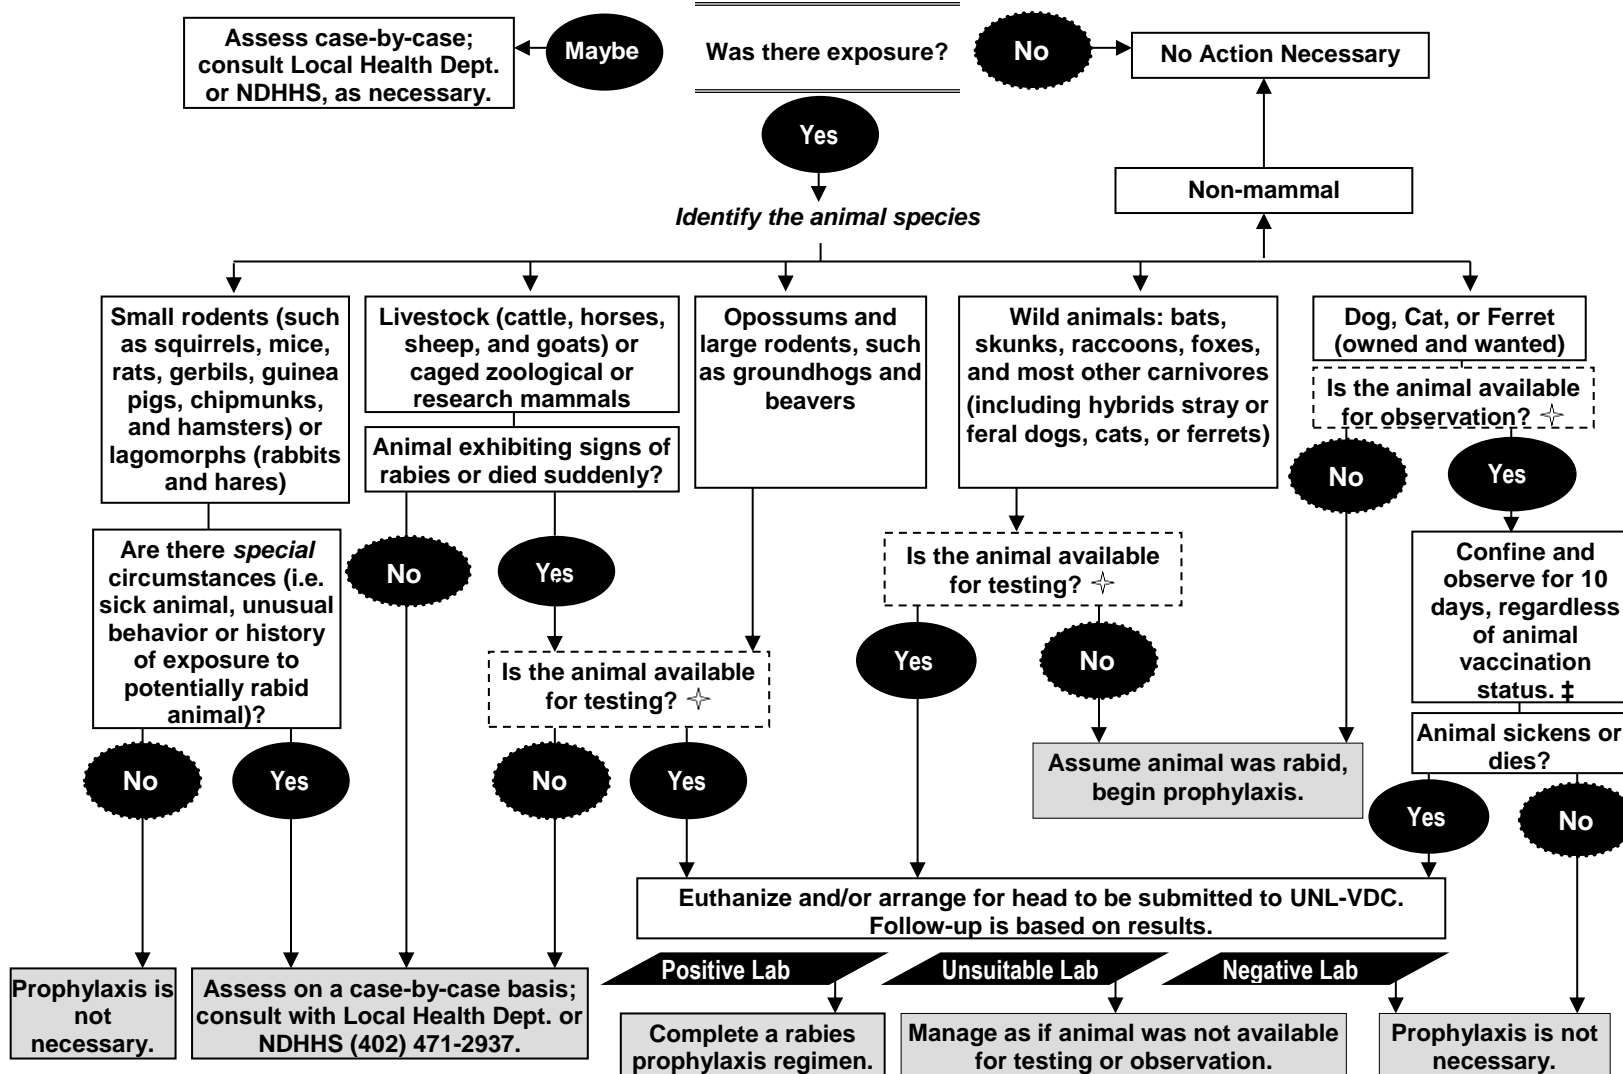 Assess case-by-case;
consult Local Health Dept.
or NDHHS, as necessary.
Maybe
Was there exposure?
No
No Action Necessary
Yes
Non-mammal
Identify the animal species
Small rodents (such
as squirrels, mice,
rats, gerbils, guinea
pigs, chipmunks,
and hamsters) or
lagomorphs (rabbits
and hares)
Livestock (cattle, horses,
sheep, and goats) or
caged zoological or
research mammals
Opossums and
large rodents, such
as groundhogs and
beavers
Wild animals: bats,
skunks, raccoons, foxes,
and most other carnivores
(including hybrids stray or
feral dogs, cats, or ferrets)
Dog, Cat, or Ferret
(owned and wanted)
Is the animal available
for observation? ✧
Animal exhibiting signs of
rabies or died suddenly?
No
Yes
Are there special
circumstances (i.e.
sick animal, unusual
behavior or history
of exposure to
potentially rabid
animal)?
No
Yes
Is the animal available
for testing? ✧
Confine and
observe for 10
days, regardless
of animal
vaccination
status. ‡
Is the animal available
for testing? ✧
Yes
No
Animal sickens or
dies?
No
Yes
No
Yes
Assume animal was rabid,
begin prophylaxis.
Yes
No
Euthanize and/or arrange for head to be submitted to UNL-VDC.
Follow-up is based on results.
Positive Lab
Unsuitable Lab
Negative Lab
Prophylaxis is
not
necessary.
Assess on a case-by-case basis;
consult with Local Health Dept. or
NDHHS (402) 471-2937.
Complete a rabies
prophylaxis regimen.
Manage as if animal was not available
for testing or observation.
Prophylaxis is not
necessary.